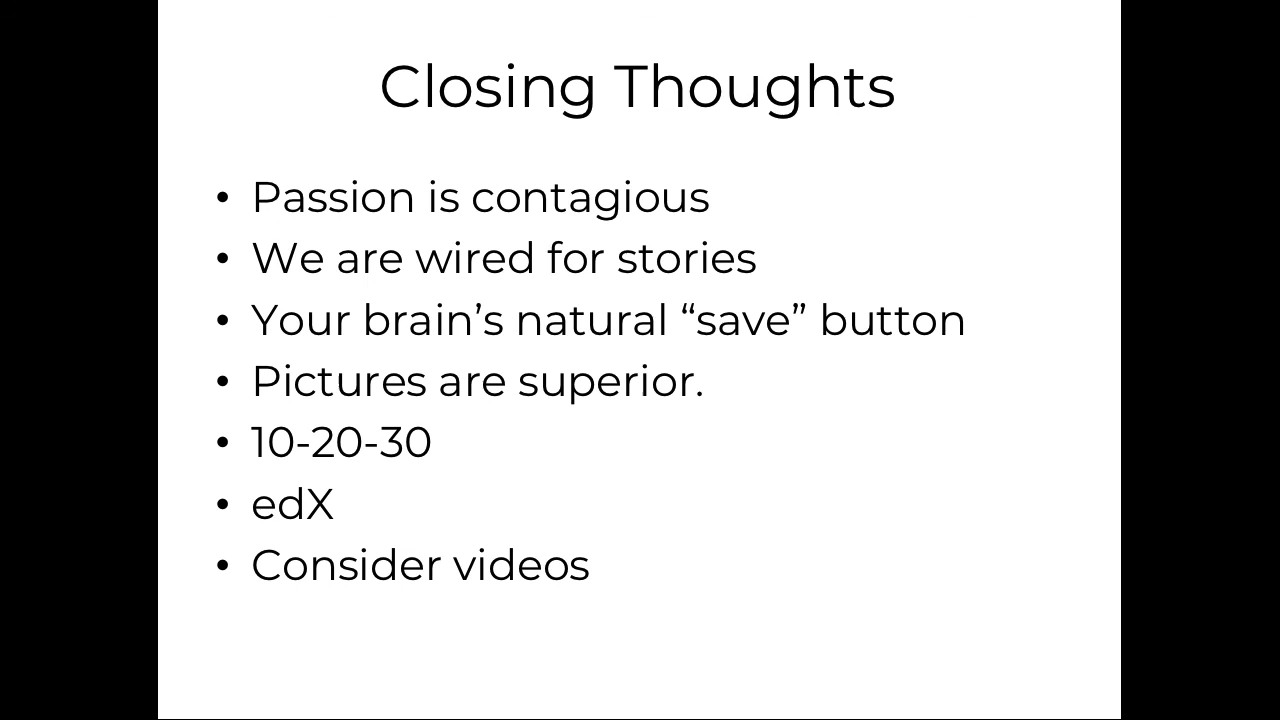 Closing Thoughts
• Passion is contagious
• We are wired for stories
• Your brain’s natural “save” button
• Pictures are superior.
• 10-20-30
• edX
• Consider videos